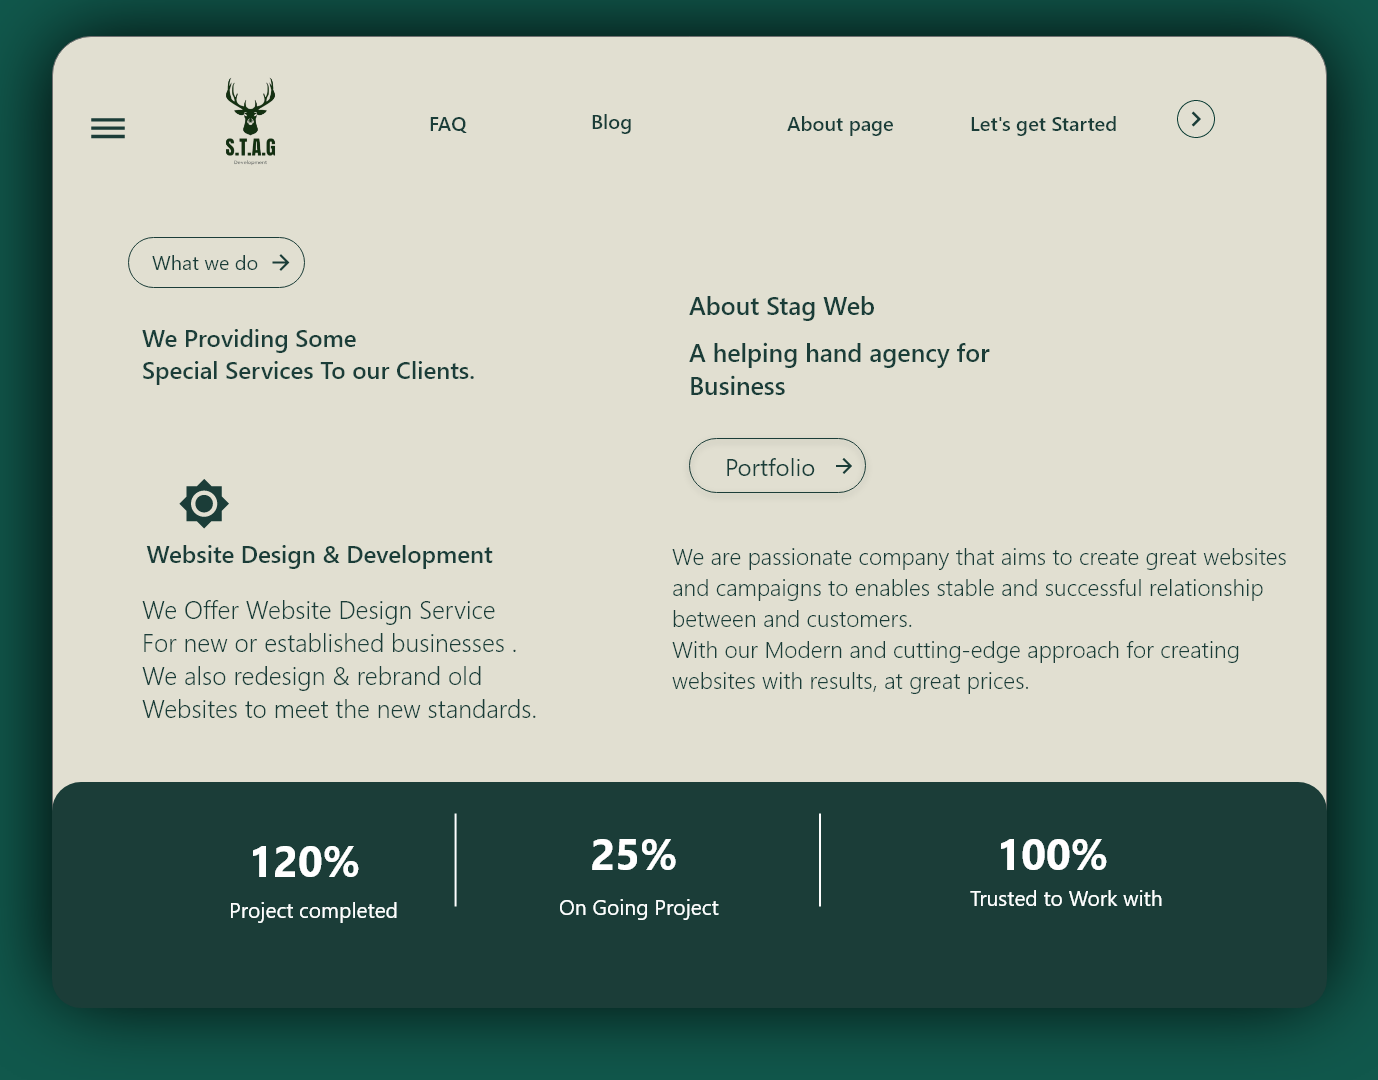 S.T.A.G
Development
FAQ
Blog
About page
Let's get Started
What we do
We Providing Some
Special Services To our Clients.
Website Design & Development
We Offer Website Design Service
For new or established businesses .
We also redesign & rebrand old
Websites to meet the new standards.
About Stag Web
A helping hand agency for
Business
Portfolio
We are passionate company that aims to create great websites
and campaigns to enables stable and successful relationship
between and customers.
With our Modern and cutting-edge approach for creating
websites with results, at great prices.
120%
Project completed
25%
On Going Project
100%
Trusted to Work with